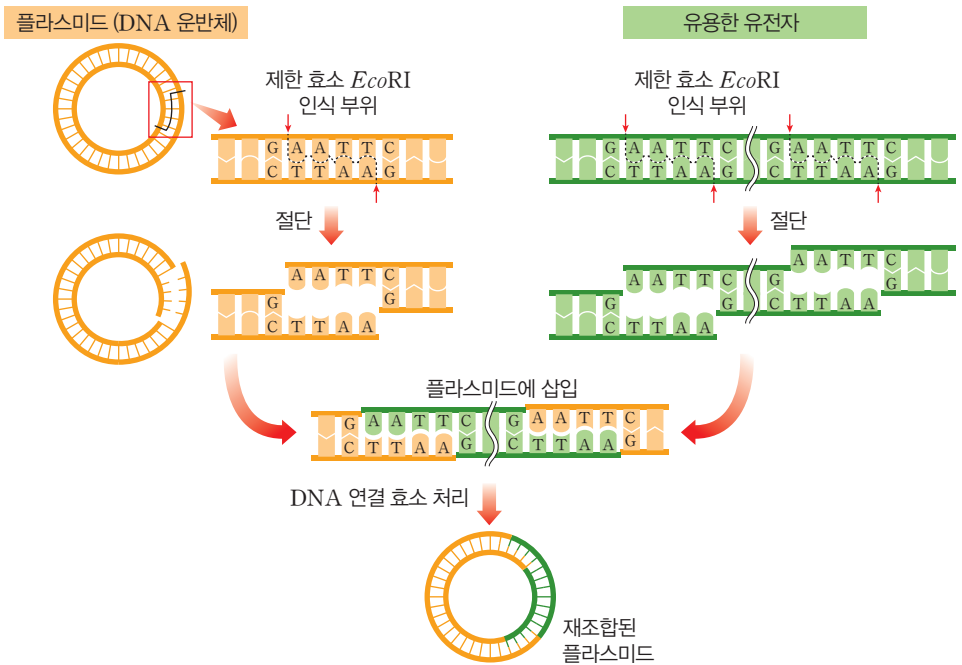 플라스미드 (DNA 운반체)
유용한 유전자
제한 효소 EcoRI
인식 부위
제한 효소 EcoRI
인식 부위
G A A T T C
C T T A A G
G A A T T C G A A T T C
C T T A A G C T T A A G
절단
절단
A A T T C
G G
C T T A A
A A T T C
A A T T C G G
G C T T A A
C T T A A
플라스미드에 삽입
G A A T T C G A A T T C
C T T A A G C T T A A G
DNA 연결 효소 처리
재조합된
플라스미드